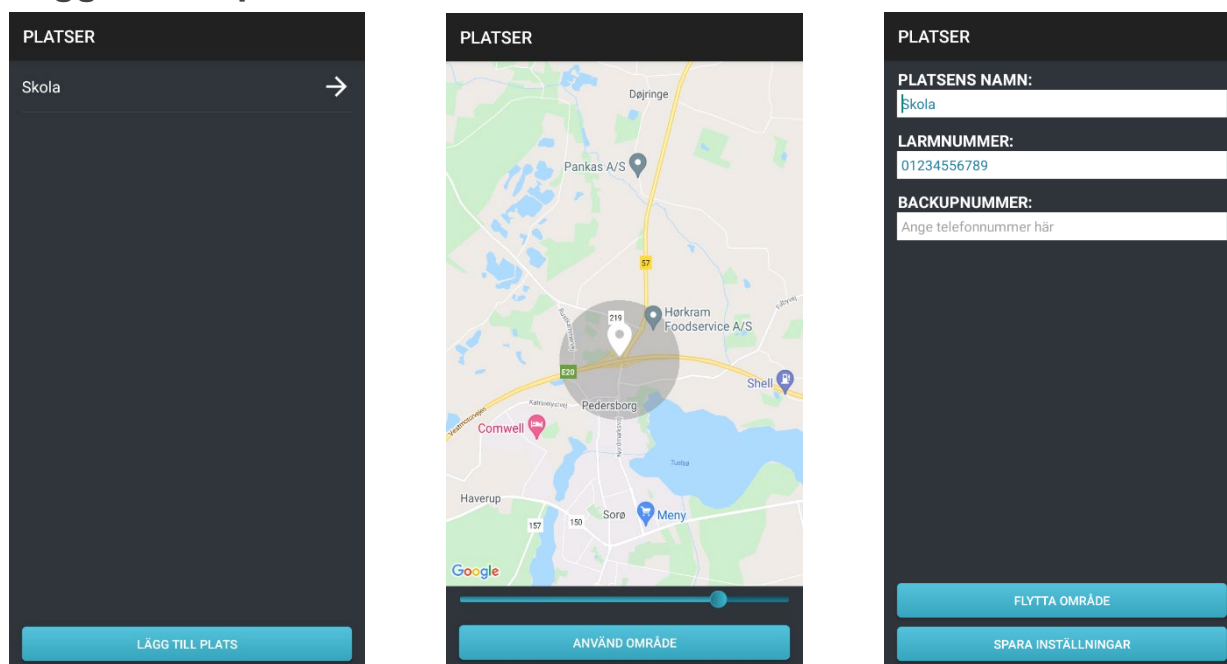 PLATSER
Skola
LÄGG TILL PLATS
PLATSER
Døjringe
Pankas A/S
57
219
Hørkram
Foodservice A/S
E20
Shell
Pedersborg
Comwell
Tuelsø
Haverup
157
150
Sorø
Meny
Google
ANVÄND OMRÅDE
PLATSER
PLATSENS NAMN:
Skola
LARMNUMMER:
01234556789
BACKUPNUMMER:
Ange telefonnummer här
FLYTTA OMRÅDE
SPARA INSTÄLLNINGAR